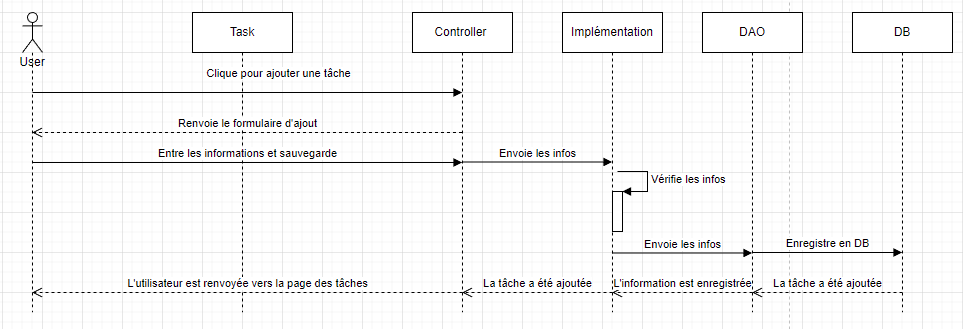 User
Task
Controller
Implémentation
DAO
DB
Clique pour ajouter une tâche
Renvoie le formulaire d'ajout
Entre les informations et sauvegarde
Envoie les infos
Vérifie les infos
Envoie les infos
Enregistre en DB
L'utilisateur est renvoyée vers la page des tâches
La tâche a été ajoutée
L'information est enregistrée
La tâche a été ajoutée